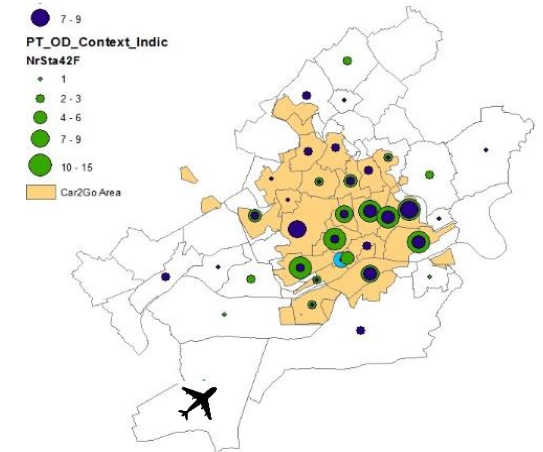 7 - 9
PT_OD_Context_Indic
NrSta42F
1
2 - 3
4 - 6
7 - 9
10 - 15
Car2Go Area